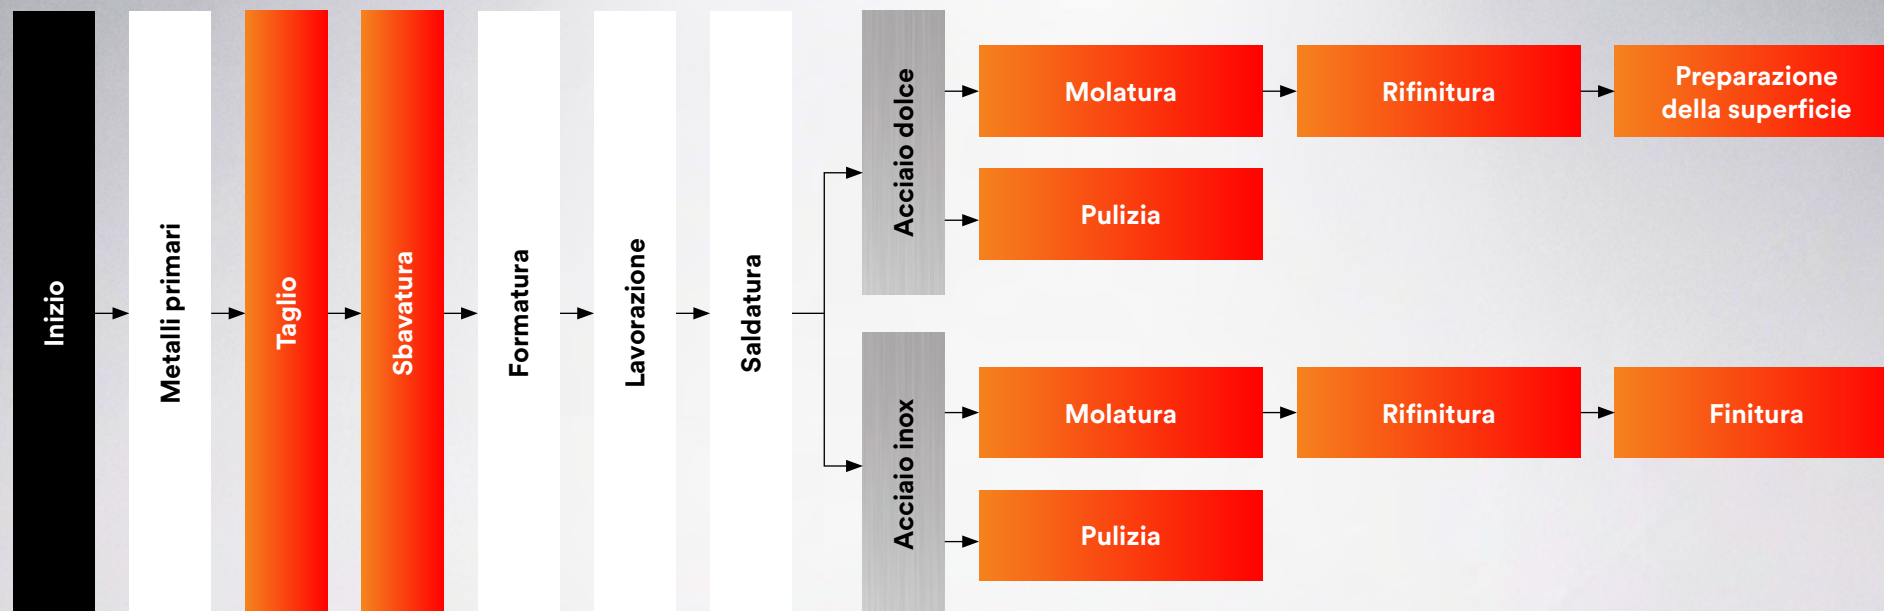 Inizio
Metalli primari
Taglio
Sbavatura
Formatura
Lavorazione
Saldatura
Acciaio dolce
Molatura
Rifinitura
Preparazione
della superficie
Pulizia
Acciaio inox
Molatura
Rifinitura
Finitura
Pulizia